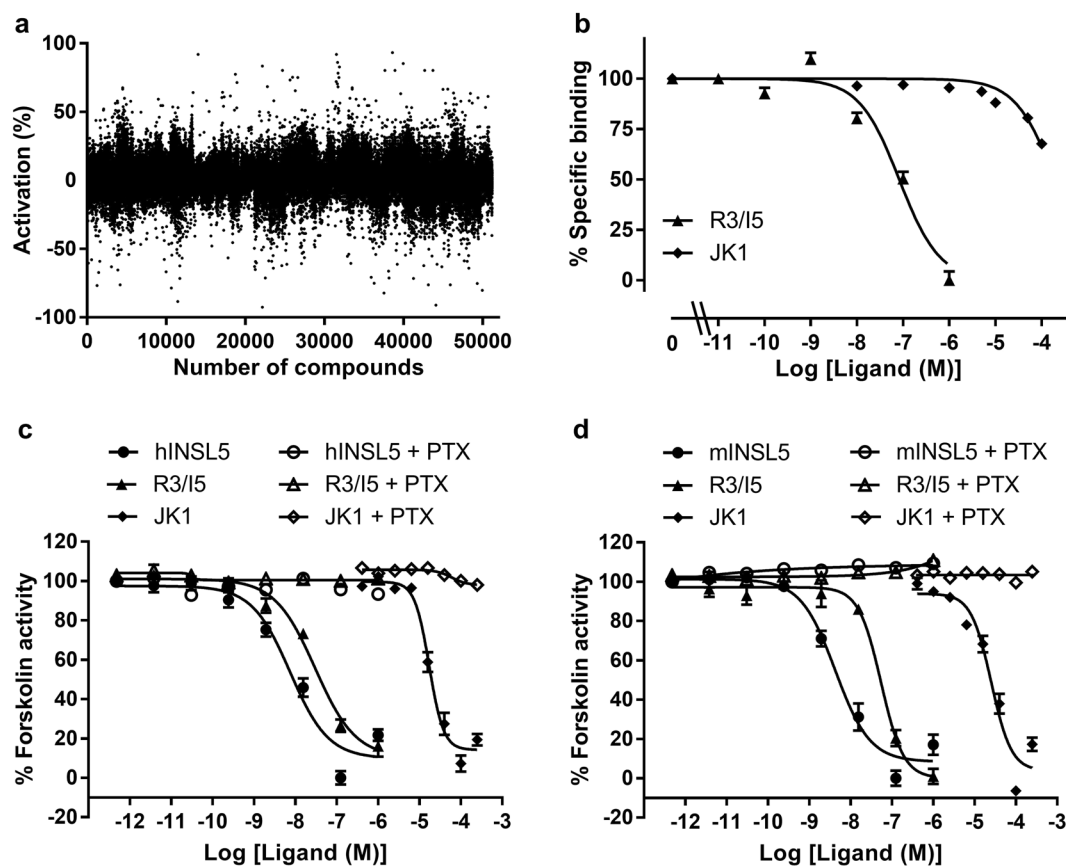 a
Activation (%)
100
50
0
-50
-100
0 10000 20000 30000 40000 50000
Number of compounds
b
% Specific binding
100
75
50
25
0
R3/I5
JK1
0 -11 -10 -9 -8 -7 -6 -5 -4
Log [Ligand (M)]
c
hINSL5 hINSL5 + PTX
R3/I5 R3/I5 + PTX
JK1 JK1 + PTX
% Forskolin activity
120
100
80
60
40
20
0
-20
-12 -11 -10 -9 -8 -7 -6 -5 -4 -3
Log [Ligand (M)]
d
mINSL5 mINSL5 + PTX
R3/I5 R3/I5 + PTX
JK1 JK1 + PTX
% Forskolin activity
120
100
80
60
40
20
0
-20
-12 -11 -10 -9 -8 -7 -6 -5 -4 -3
Log [Ligand (M)]